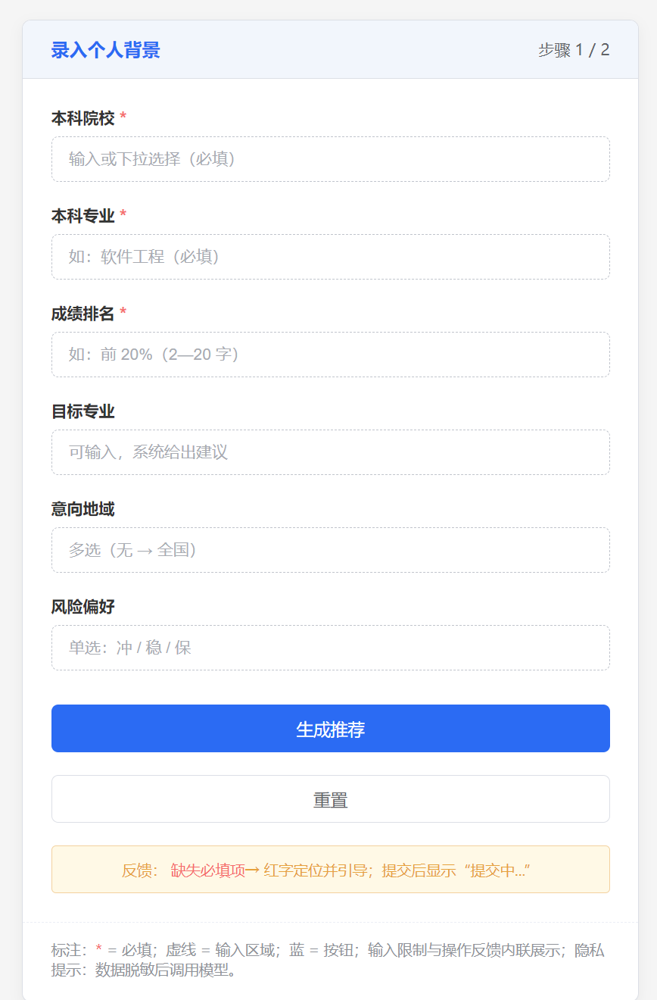 录入个人背景 步骤 1 / 2
本科院校 *
输入或下拉选择（必填）
本科专业 *
如：软件工程（必填）
成绩排名 *
如：前 20%（2—20 字）
目标专业
可输入，系统给出建议
意向地域
多选（无 → 全国）
风险偏好
单选：冲 / 稳 / 保
生成推荐
重置
反馈： 缺失必填项→ 红字定位并引导；提交后显示“提交中...”
标注：* = 必填；虚线 = 输入区域；蓝 = 按钮；输入限制与操作反馈内联展示；隐私
提示：数据脱敏后调用模型。